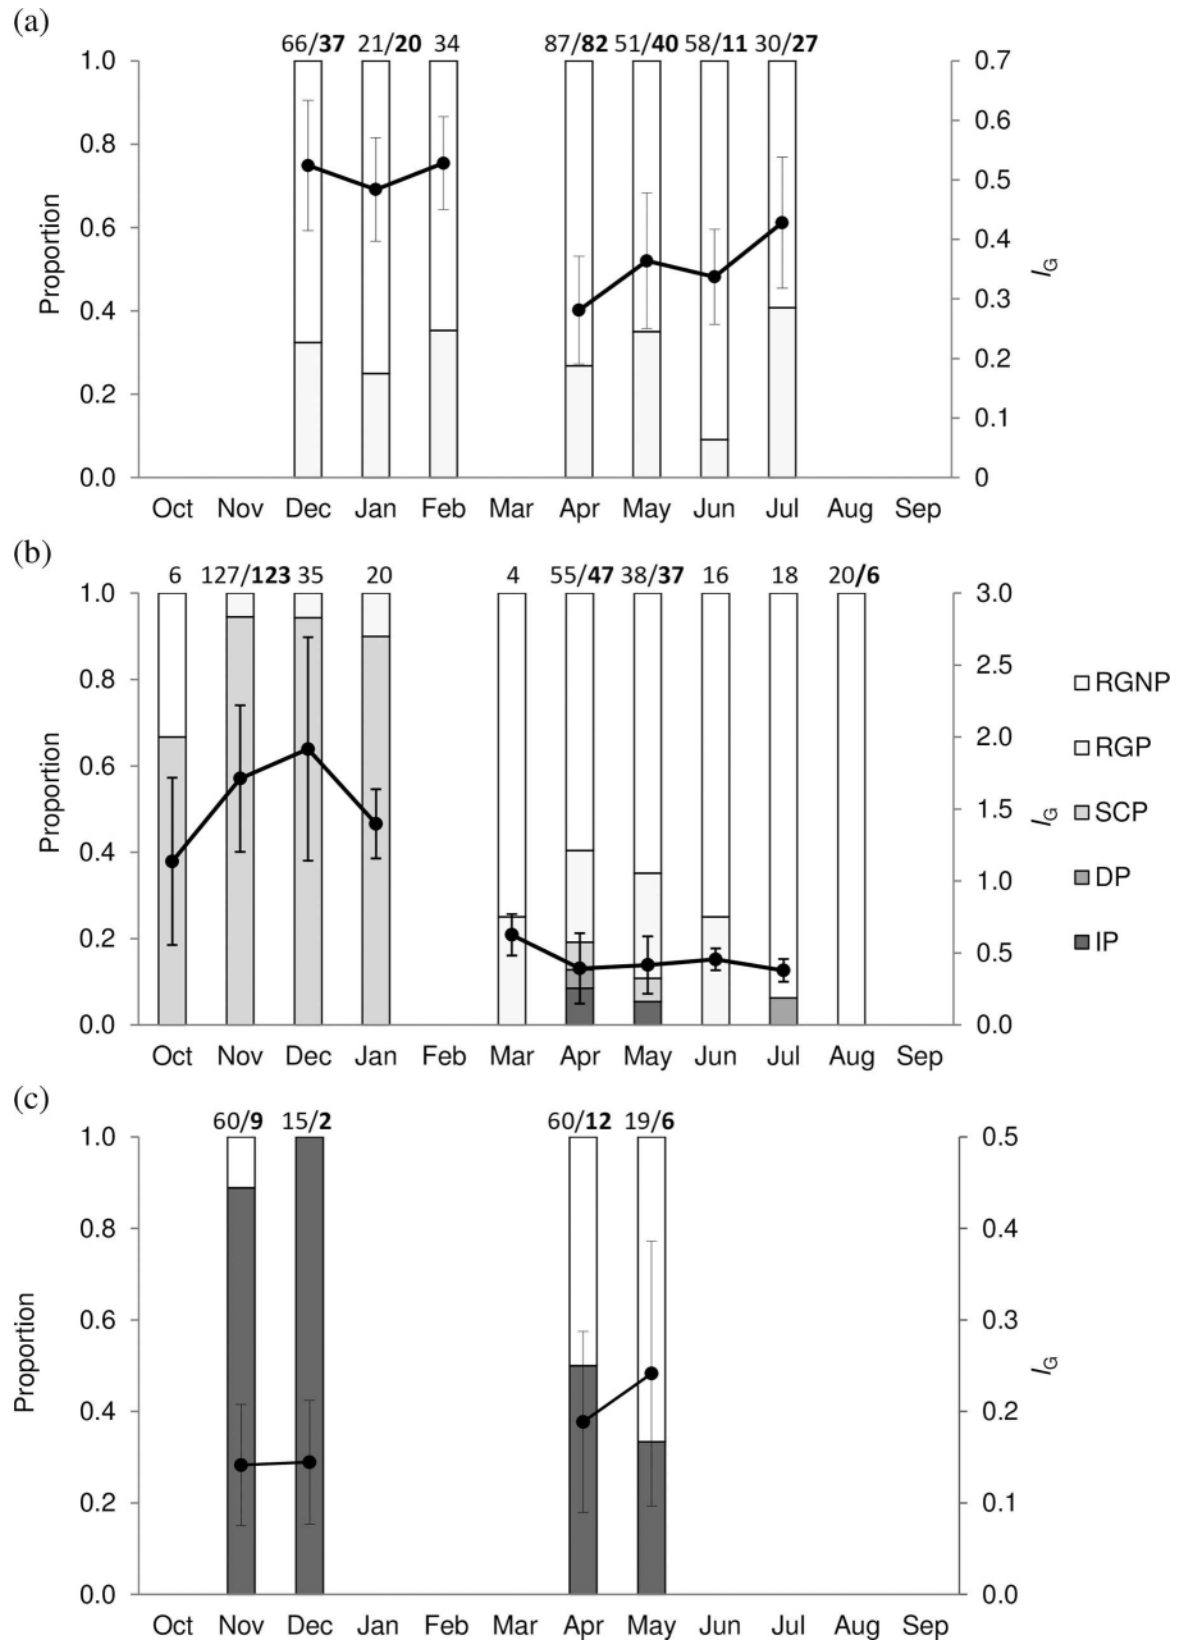 (a)
66/37 21/20 34 87/82 51/40 58/11 30/27
1.0 0.7
0.6
0.8
0.5
0.6
0.4
Proportion
I_G
0.3
0.4
0.2
0.2
0.1
0.0 0
Oct Nov Dec Jan Feb Mar Apr May Jun Jul Aug Sep
(b)
6 127/123 35 20 4 55/47 38/37 16 18 20/6
1.0 3.0
2.5
0.8
2.0
0.6
Proportion
1.5
I_G
0.4
1.0
0.2
0.5
0.0 0.0
Oct Nov Dec Jan Feb Mar Apr May Jun Jul Aug Sep
RGNP
RGP
SCP
DP
IP
(c)
60/9 15/2 60/12 19/6
1.0 0.5
0.8 0.4
0.6 0.3
Proportion
I_G
0.4 0.2
0.2 0.1
0.0 0.0
Oct Nov Dec Jan Feb Mar Apr May Jun Jul Aug Sep